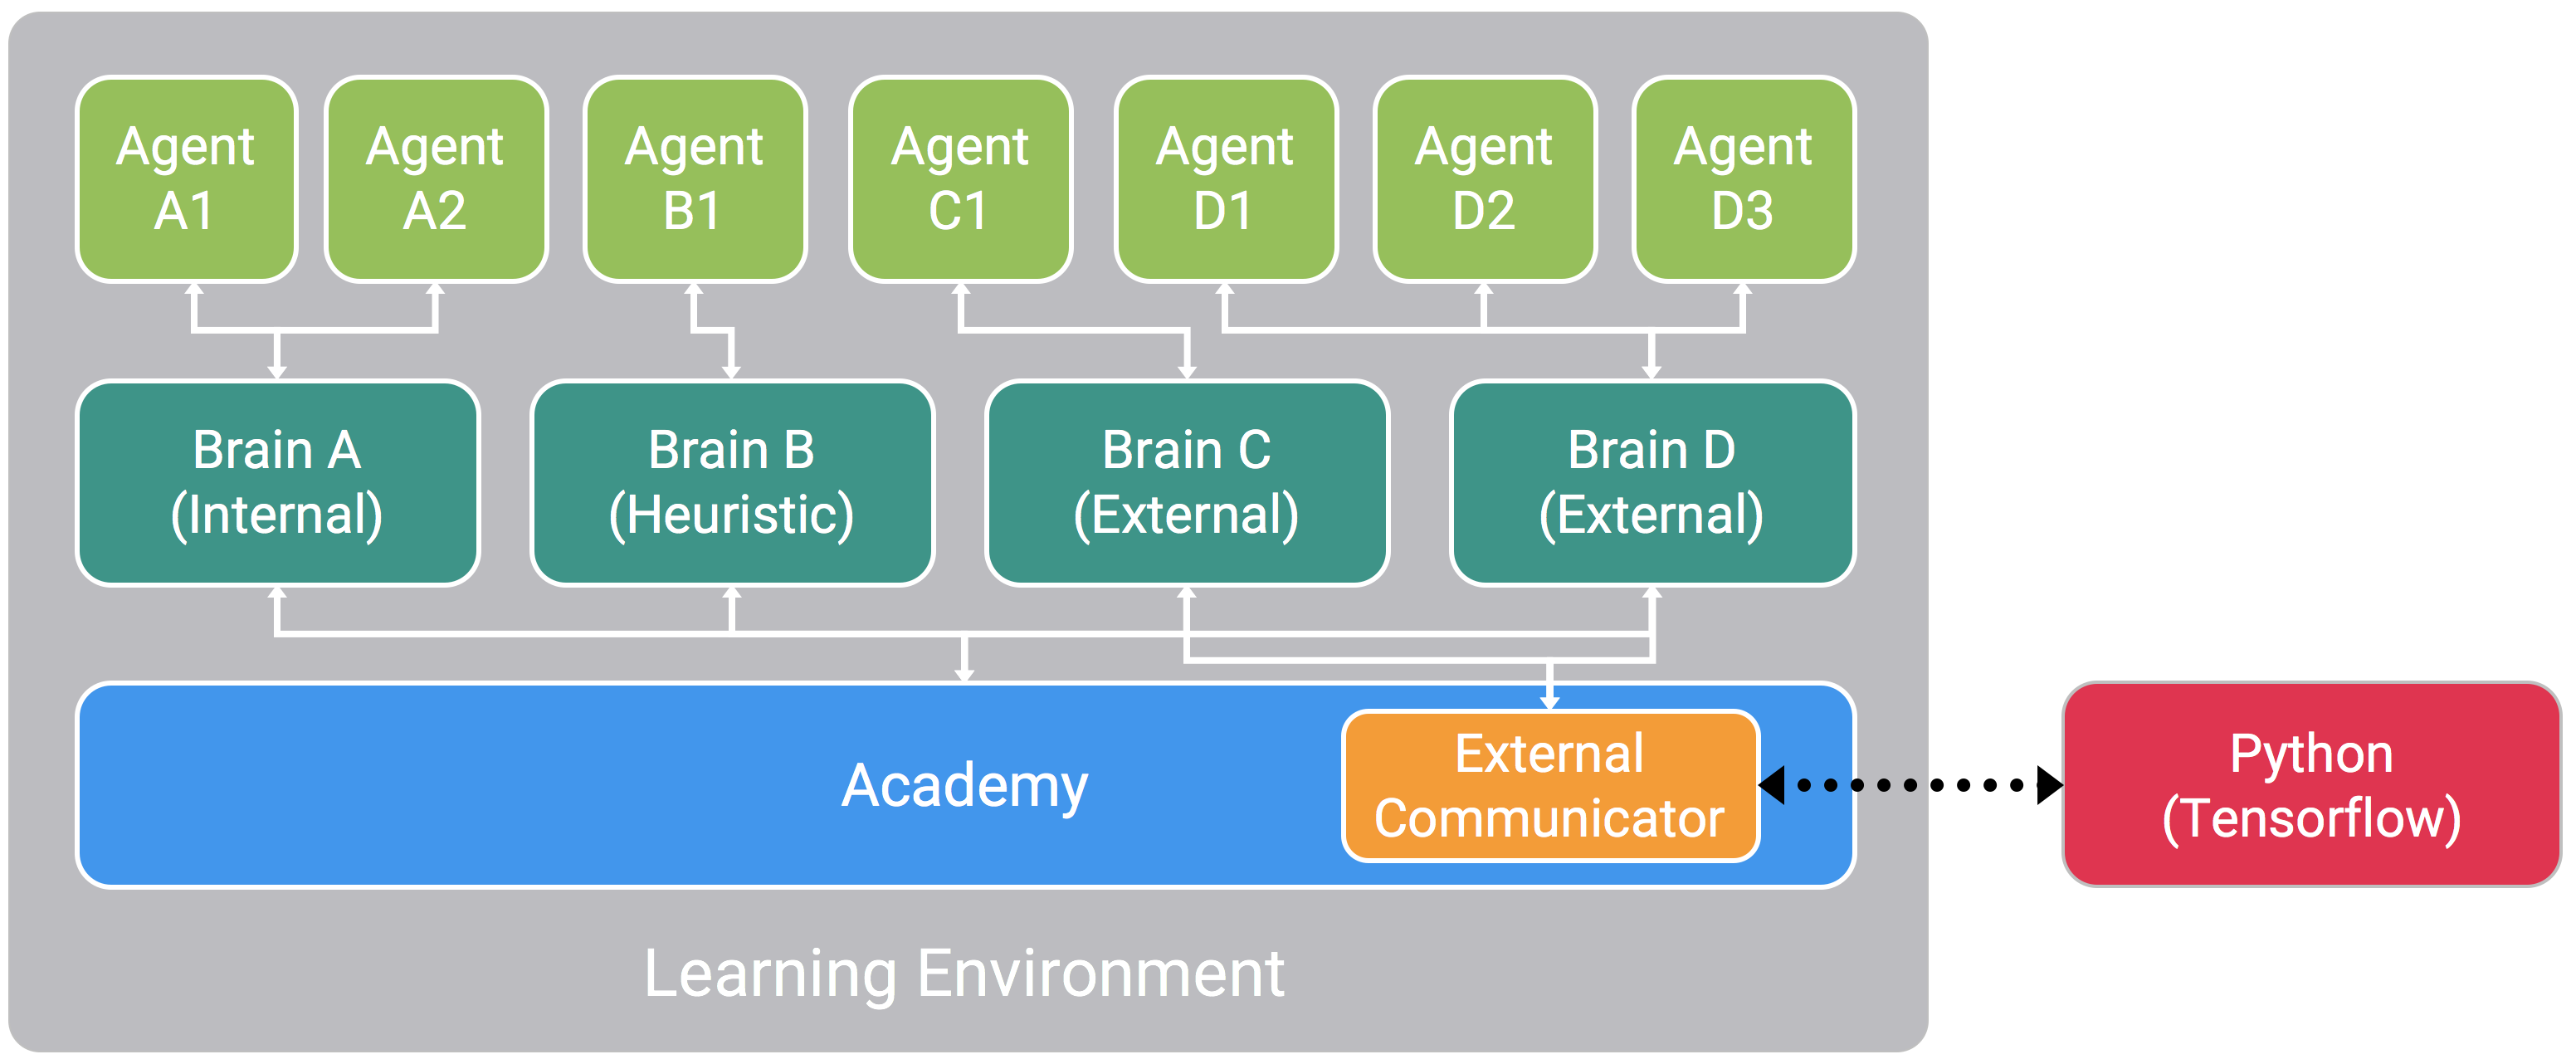 Agent
A1
Agent
A2
Agent
B1
Agent
C1
Agent
D1
Agent
D2
Agent
D3
Brain A
(Internal)
Brain B
(Heuristic)
Brain C
(External)
Brain D
(External)
Academy
External
Communicator
Python
(Tensorflow)
Learning Environment